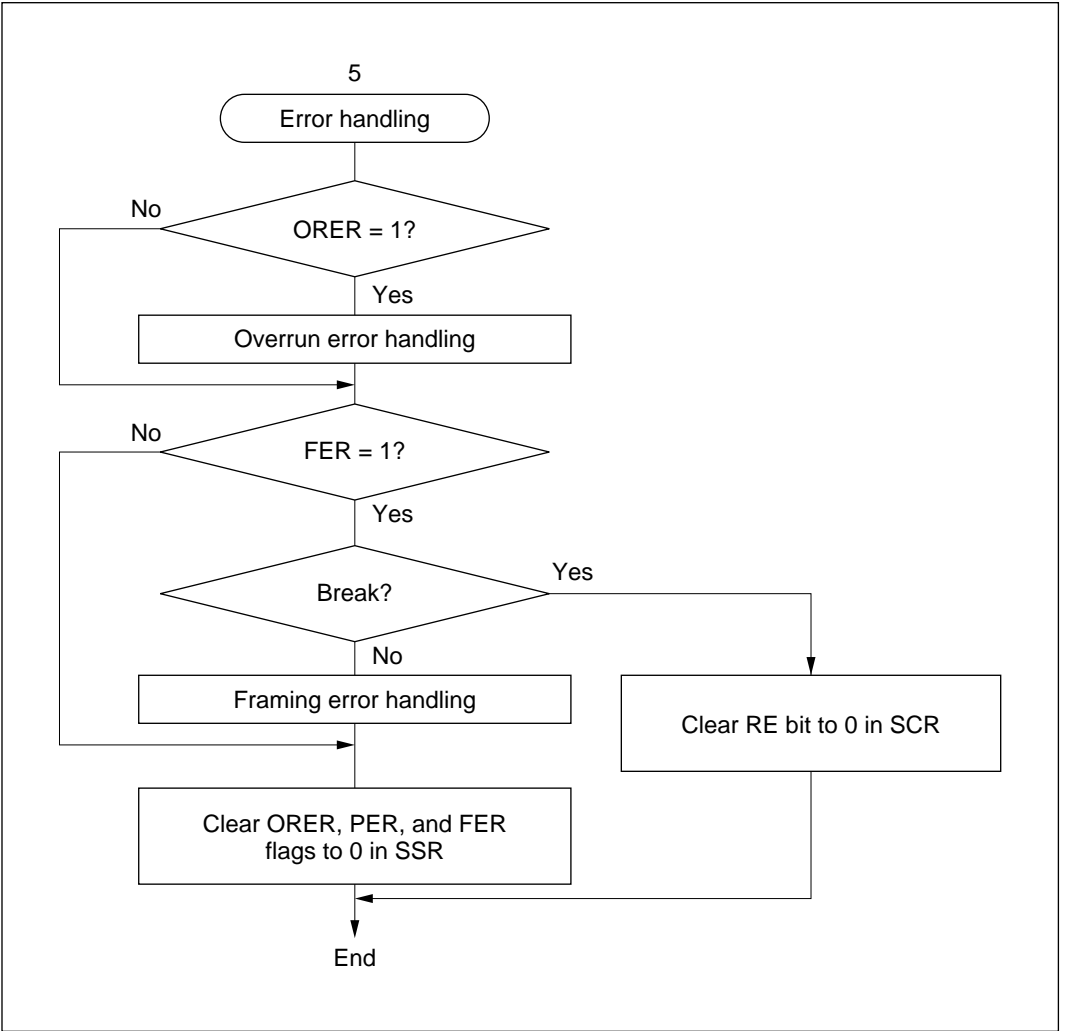 5
Error handling
No
ORER = 1?
Yes
Overrun error handling
No
FER = 1?
Yes
Break?
Yes
No
Framing error handling
Clear RE bit to 0 in SCR
Clear ORER, PER, and FER
flags to 0 in SSR
End